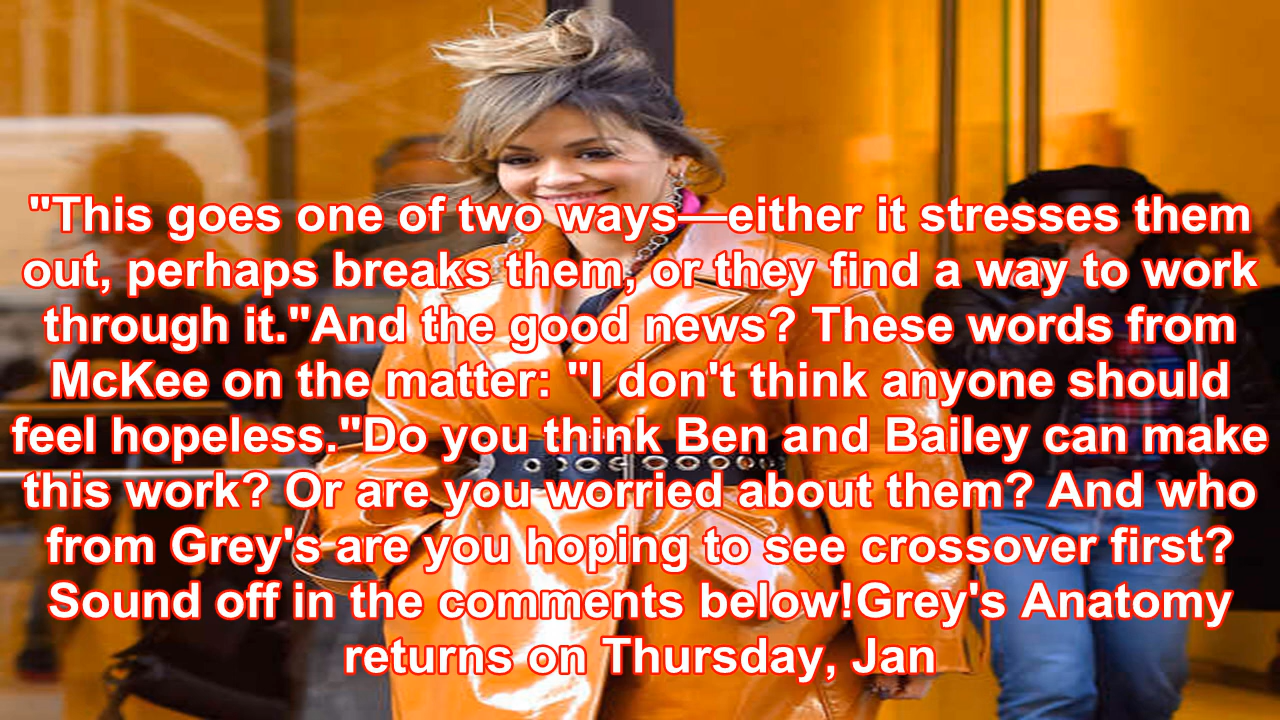 "This goes one of two ways—either it stresses them
out, perhaps breaks them, or they find a way to work
through it."And the good news? These words from
McKee on the matter: "I don't think anyone should
feel hopeless."Do you think Ben and Bailey can make
this work? Or are you worried about them? And who
from Grey's are you hoping to see crossover first?
Sound off in the comments below!Grey's Anatomy
returns on Thursday, Jan